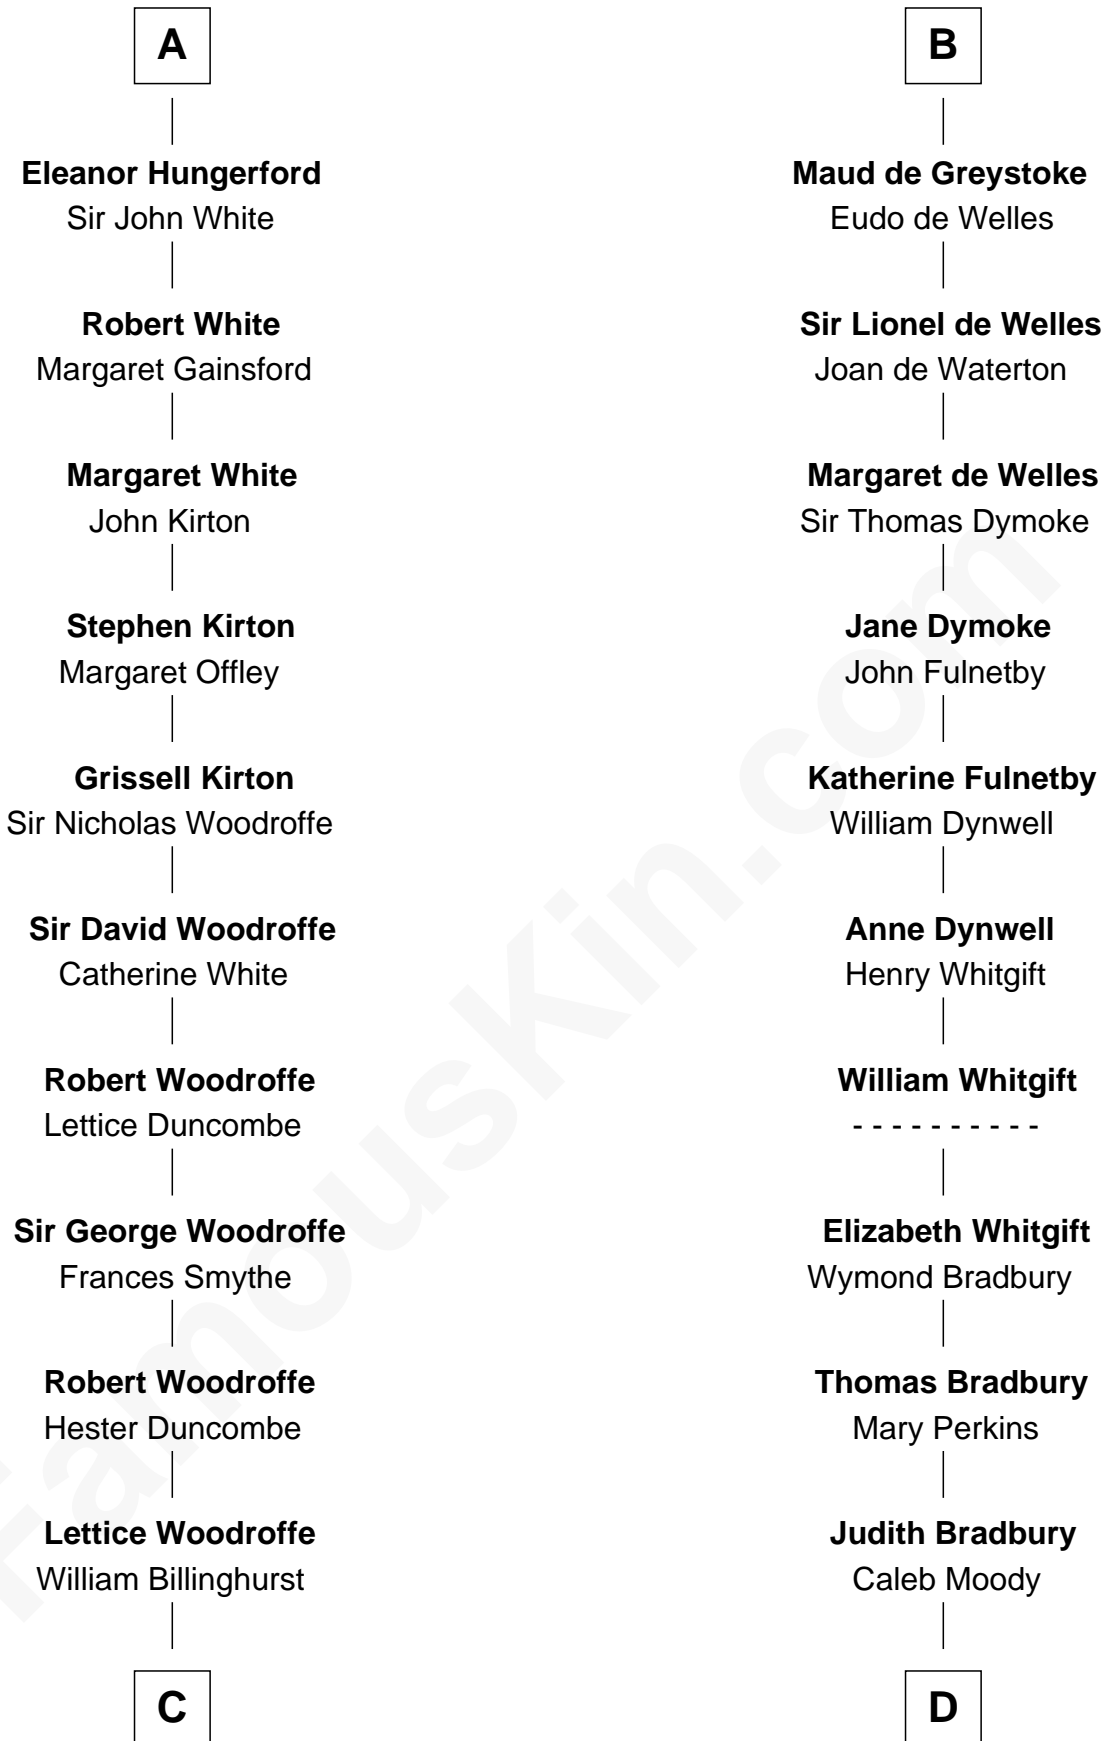 A
Eleanor Hungerford
Sir John White
Robert White
Margaret Gainsford
Margaret White
John Kirton
Stephen Kirton
Margaret Offley
Grissell Kirton
Sir Nicholas Woodroffe
Sir David Woodroffe
Catherine White
Robert Woodroffe
Lettice Duncombe
Sir George Woodroffe
Frances Smythe
Robert Woodroffe
Hester Duncombe
Lettice Woodroffe
William Billinghurst
C
B
Maud de Greystoke
Eudo de Welles
Sir Lionel de Welles
Joan de Waterton
Margaret de Welles
Sir Thomas Dymoke
Jane Dymoke
John Fulnetby
Katherine Fulnetby
William Dynwell
Anne Dynwell
Henry Whitgift
William Whitgift
- - - - - - - - - -
Elizabeth Whitgift
Wymond Bradbury
Thomas Bradbury
Mary Perkins
Judith Bradbury
Caleb Moody
D
FamousKin.com